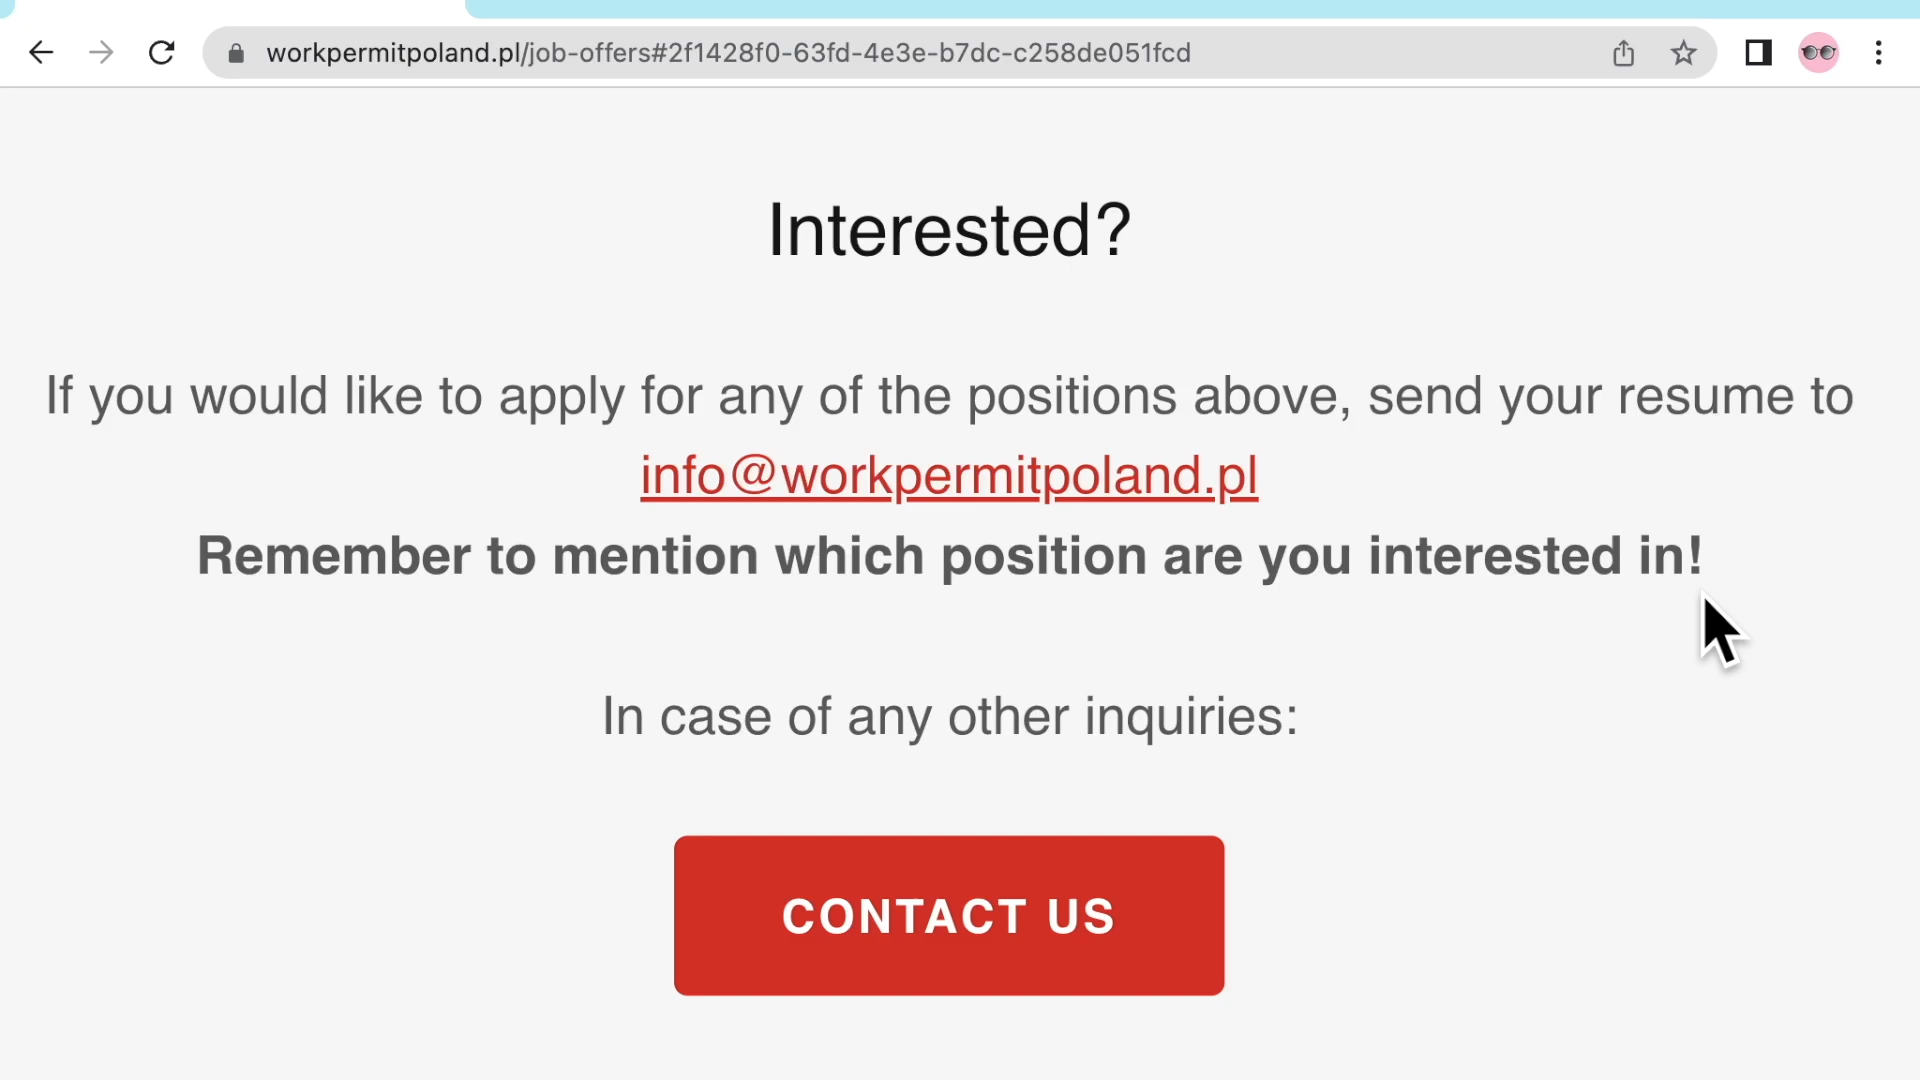 workpermitpoland.pl/job-offers#2f1428f0-63fd-4e3e-b7dc-c258de051fcd
Interested?
If you would like to apply for any of the positions above, send your resume to
info@workpermitpoland.pl
Remember to mention which position are you interested in!
In case of any other inquiries:
CONTACT US